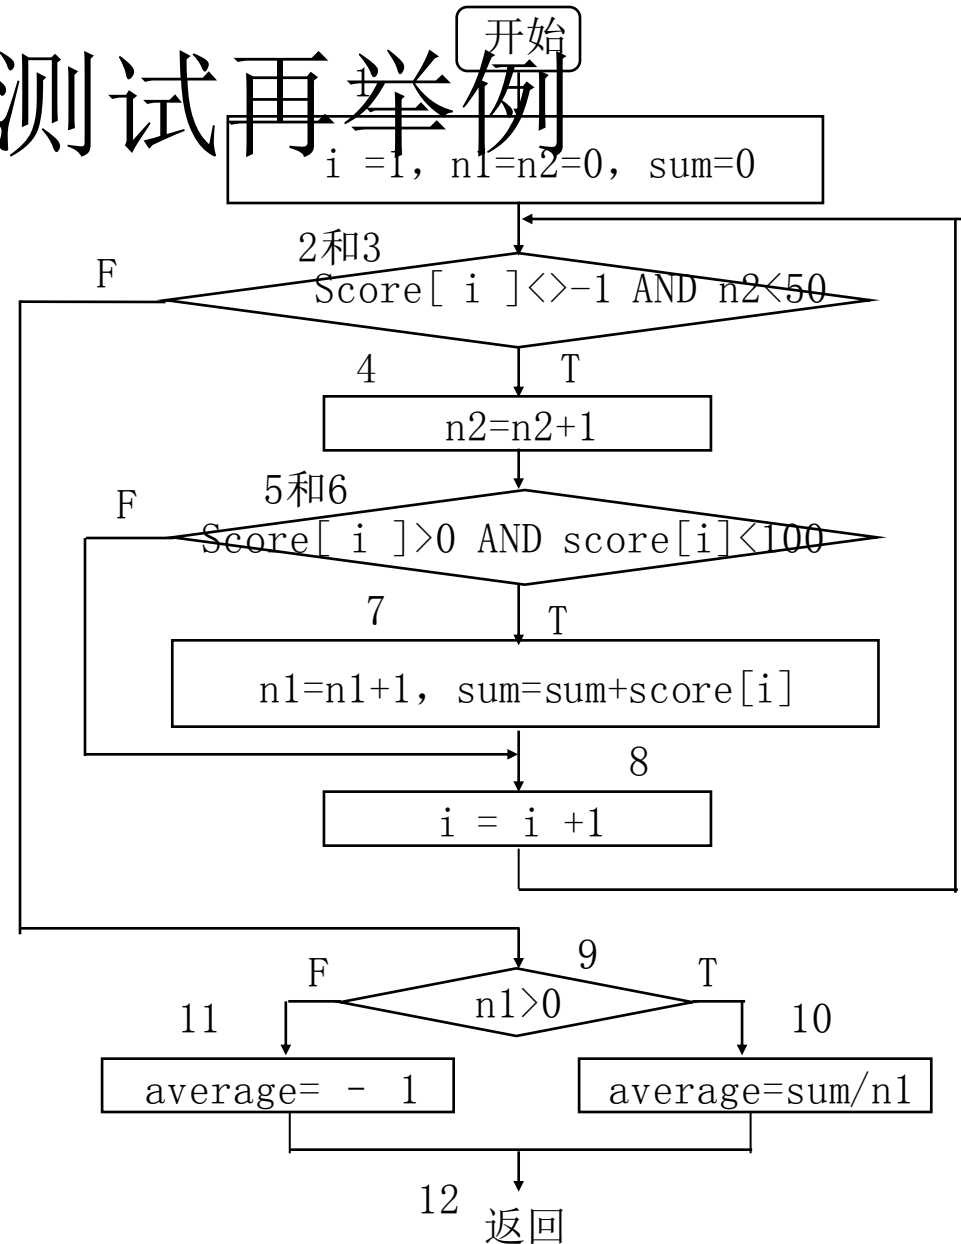 开始
测试再举例
1
i =1, n1=n2=0, sum=0
2和3
F
Score[ i ]<>-1 AND n2<50
4
T
n2=n2+1
5和6
F
Score[ i ]>0 AND score[i]<100
7
T
n1=n1+1, sum=sum+score[i]
8
i = i +1
9
F
T
n1>0
11
10
average= - 1
average=sum/n1
12
返回